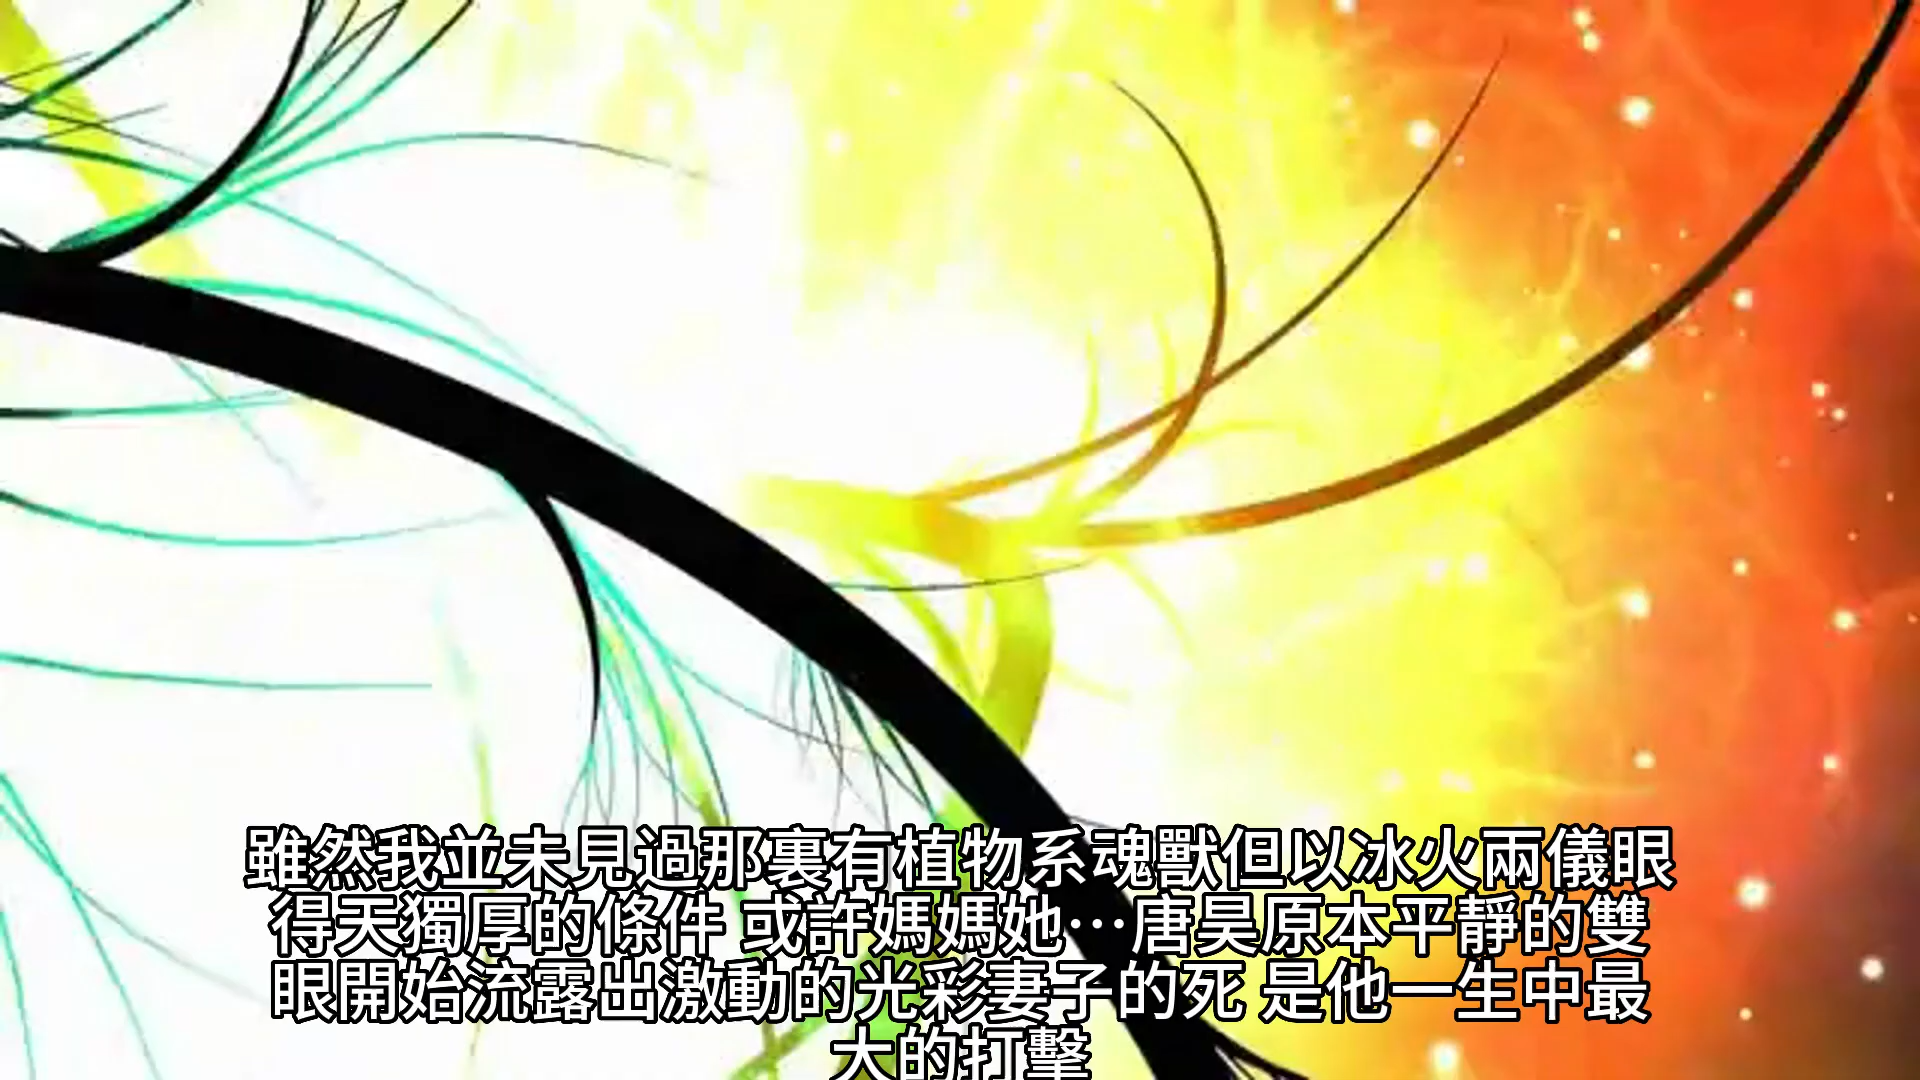 雖然我並未見過那裏有植物系魂獸但以冰火兩儀眼
得天獨厚的條件 或許媽媽她…唐昊原本平靜的雙
眼開始流露出激動的光彩妻子的死 是他一生中最
大的打擊